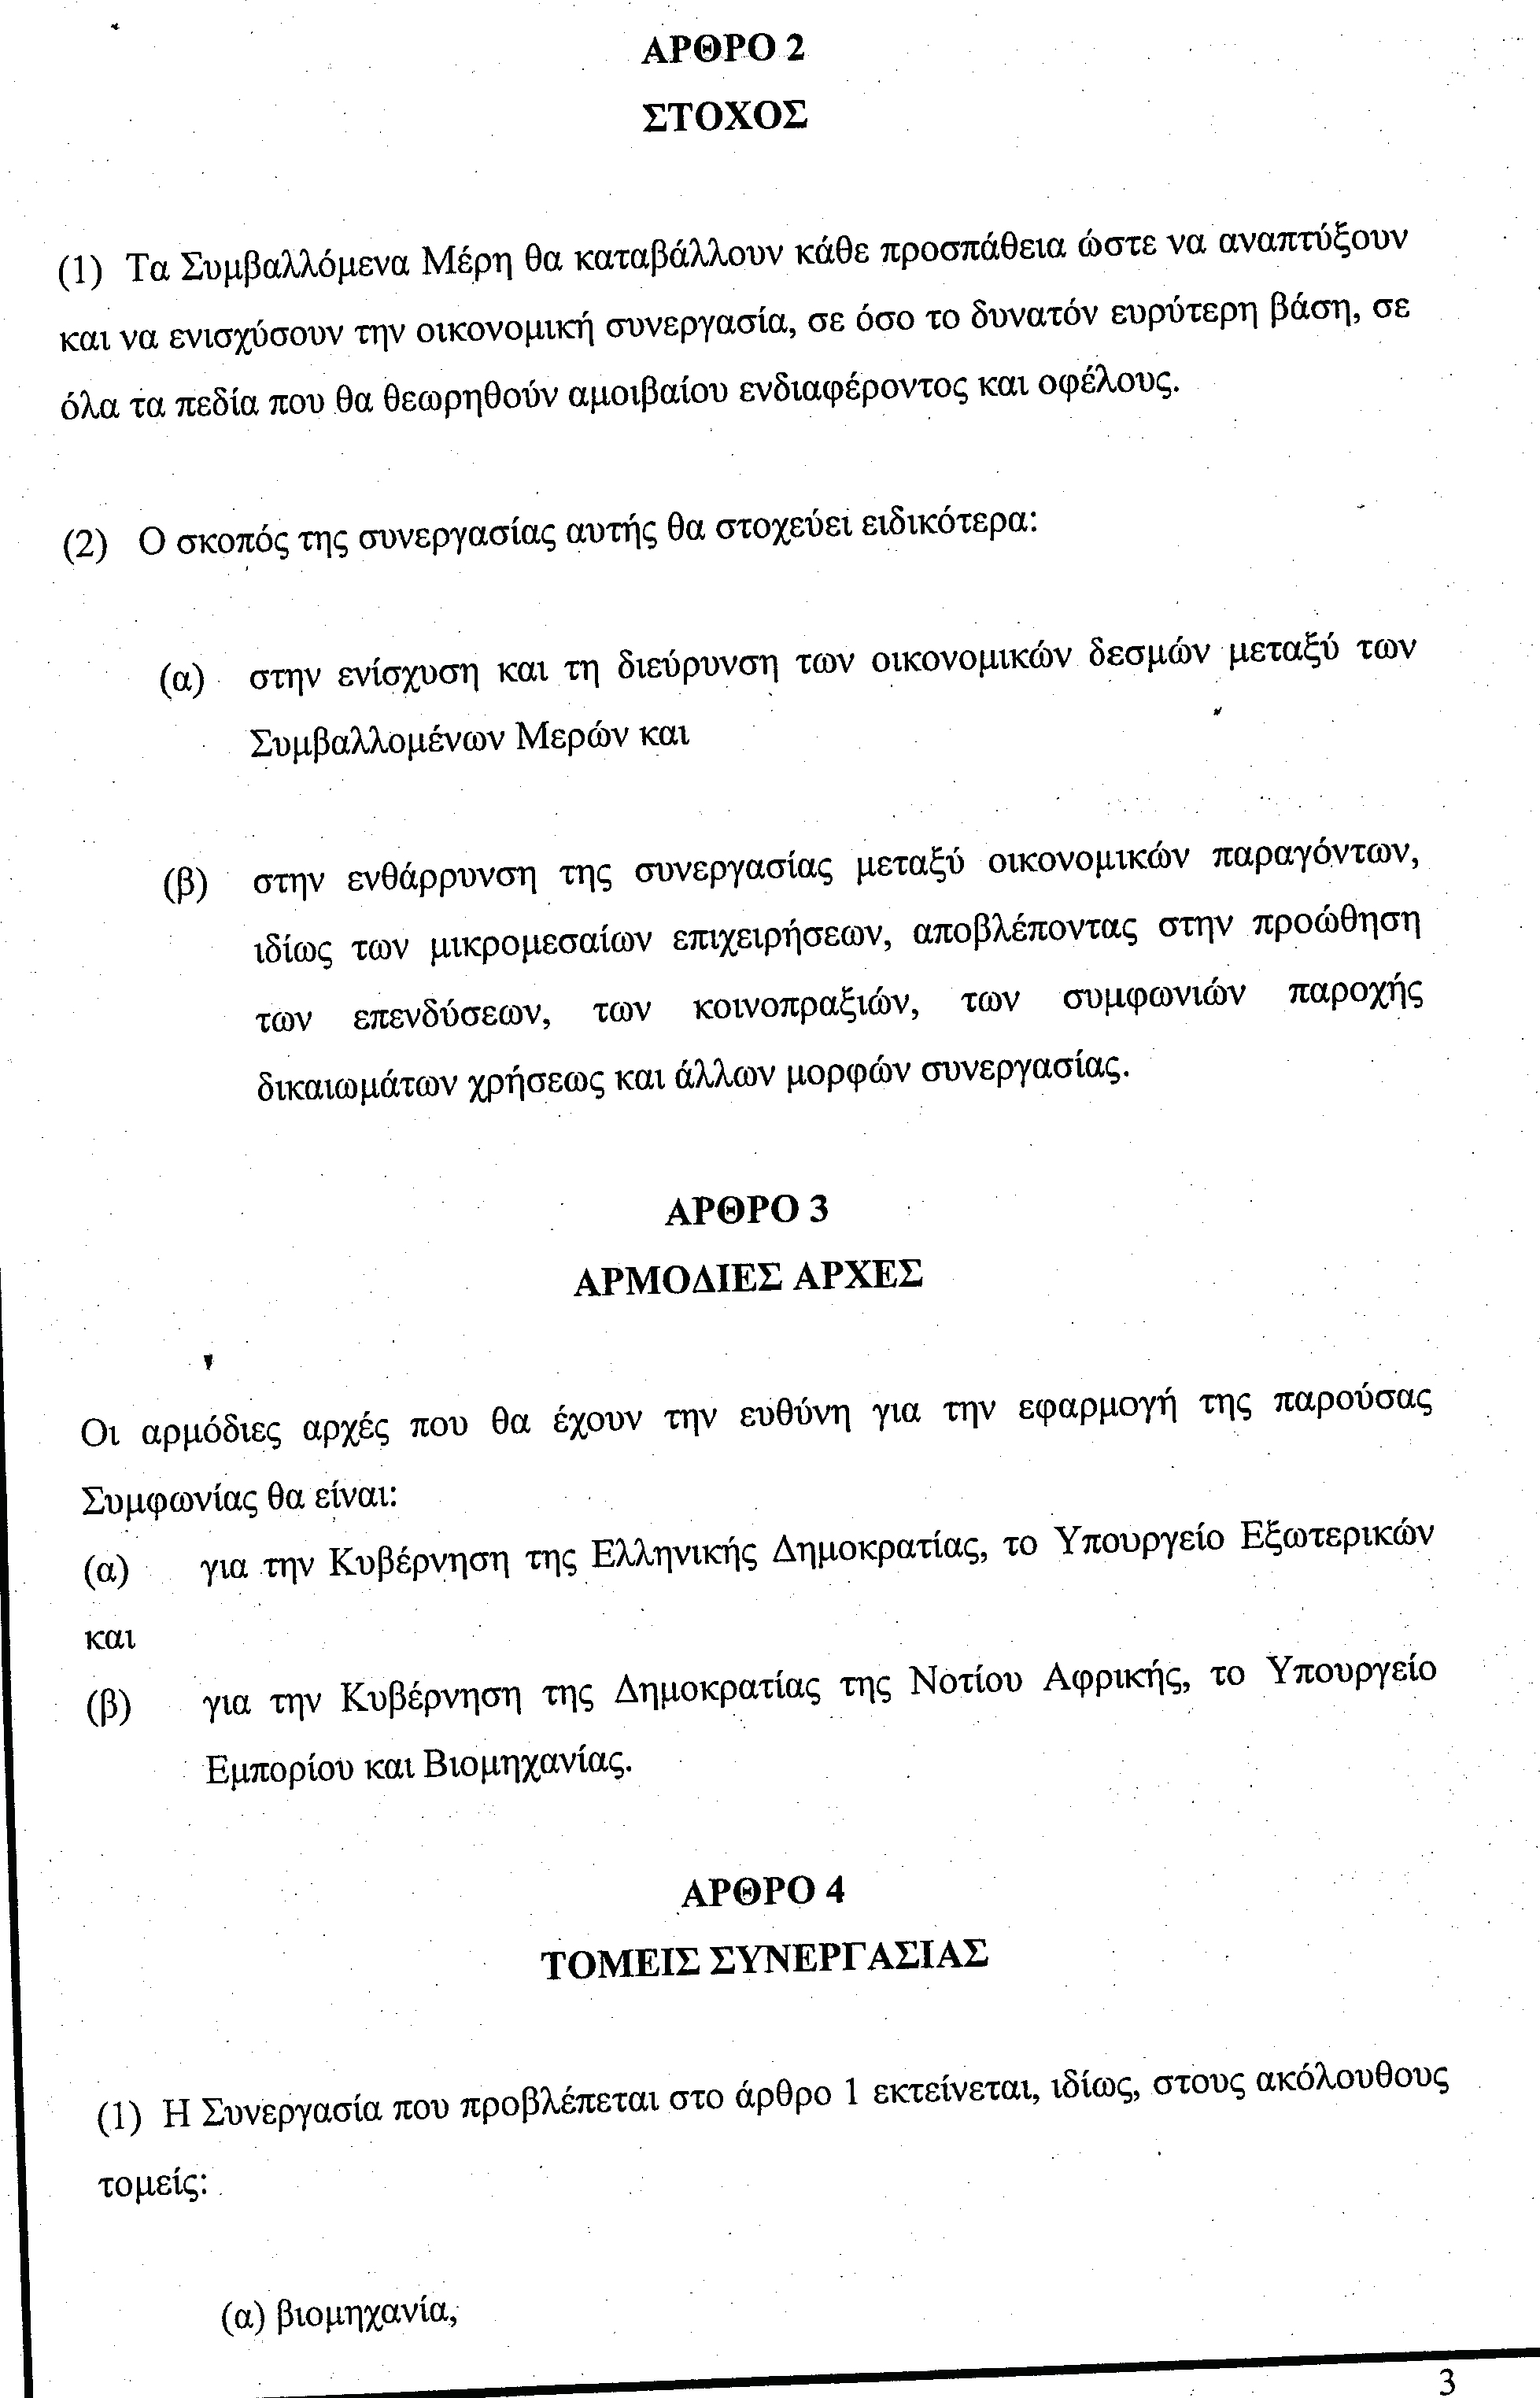 ΑΡΘΡΟ 2
ΣΤΟΧΟΣ
(1) Τα Συμβαλλόμενα Μέρη θα καταβάλλουν κάθε προσπάθεια ώστε να αναπτύξουν
και να ενισχύσουν την οικονομική συνεργασία, σε όσο το δυνατόν ευρύτερη βάση, σε
όλα τα πεδία που θα θεωρηθούν αμοιβαίου ενδιαφέροντος και οφέλους.
(2) Ο σκοπός της συνεργασίας αυτής θα στοχεύει ειδικότερα:
(α) στην ενίσχυση και τη διεύρυνση των οικονομικών δεσμών μεταξύ των
Συμβαλλομένων Μερών και
(β) στην ενθάρρυνση της συνεργασίας μεταξύ οικονομικών παραγόντων,
ιδίως των μικρομεσαίων επιχειρήσεων, αποβλέποντας στην προώθηση
των επενδύσεων, των κοινοπραξιών, των συμφωνιών παροχής
δικαιωμάτων χρήσεως και άλλων μορφών συνεργασίας.
ΑΡΘΡΟ 3
ΑΡΜΟΔΙΕΣ ΑΡΧΕΣ
Οι αρμόδιες αρχές που θα έχουν την ευθύνη για την εφαρμογή της παρούσας
Συμφωνίας θα είναι:
(α) για την Κυβέρνηση της Ελληνικής Δημοκρατίας, το Υπουργείο Εξωτερικών
και
(β) για την Κυβέρνηση της Δημοκρατίας της Νοτίου Αφρικής, το Υπουργείο
Εμπορίου και Βιομηχανίας.
ΑΡΘΡΟ 4
ΤΟΜΕΙΣ ΣΥΝΕΡΓΑΣΙΑΣ
(1) Η Συνεργασία που προβλέπεται στο άρθρο 1 εκτείνεται, ιδίως, στους ακόλουθους
τομείς:
(α) βιομηχανία,
3